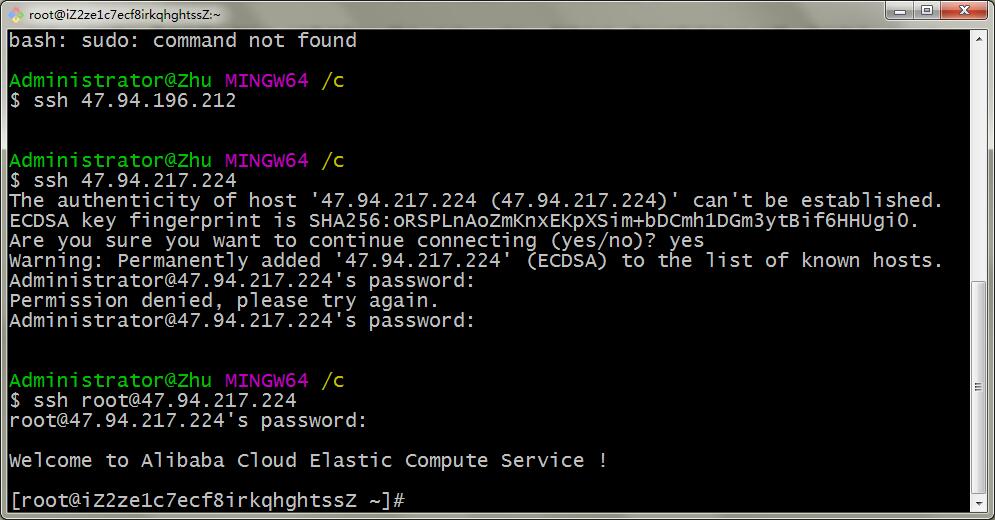 root@iZ2ze1c7ecf8irkqhghtssZ:~
bash: sudo: command not found
Administrator@Zhu MINGW64 /c
$ ssh 47.94.196.212
Administrator@Zhu MINGW64 /c
$ ssh 47.94.217.224
The authenticity of host '47.94.217.224 (47.94.217.224)' can't be established.
ECDSA key fingerprint is SHA256:oRSPLnAoZmKnxEKpXSim+bDCmh1DGm3ytBif6HHUgi0.
Are you sure you want to continue connecting (yes/no)? yes
Warning: Permanently added '47.94.217.224' (ECDSA) to the list of known hosts.
Administrator@47.94.217.224's password:
Permission denied, please try again.
Administrator@47.94.217.224's password:
Administrator@Zhu MINGW64 /c
$ ssh root@47.94.217.224
root@47.94.217.224's password:
Welcome to Alibaba Cloud Elastic Compute Service !
[root@iZ2ze1c7ecf8irkqhghtssZ ~]#